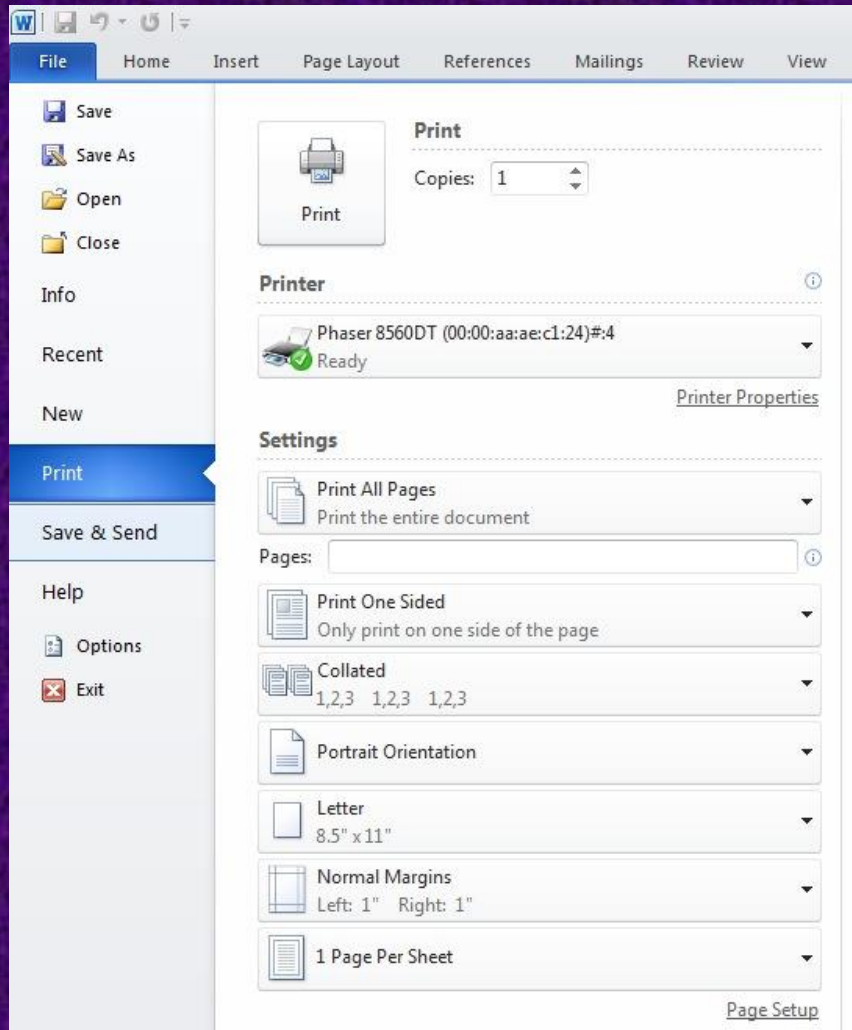 W
File Home Insert Page Layout References Mailings Review View
Save
Save As
Open
Close
Info
Recent
New
Print
Save & Send
Help
Options
Exit
Print
Print
Copies: 1
Printer
Phaser 8560DT (00:00:aa:ae:c1:24)#:4
Ready
Printer Properties
Settings
Print All Pages
Print the entire document
Pages:
Print One Sided
Only print on one side of the page
Collated
1,2,3 1,2,3 1,2,3
Portrait Orientation
Letter
8.5" x 11"
Normal Margins
Left: 1" Right: 1"
1 Page Per Sheet
Page Setup